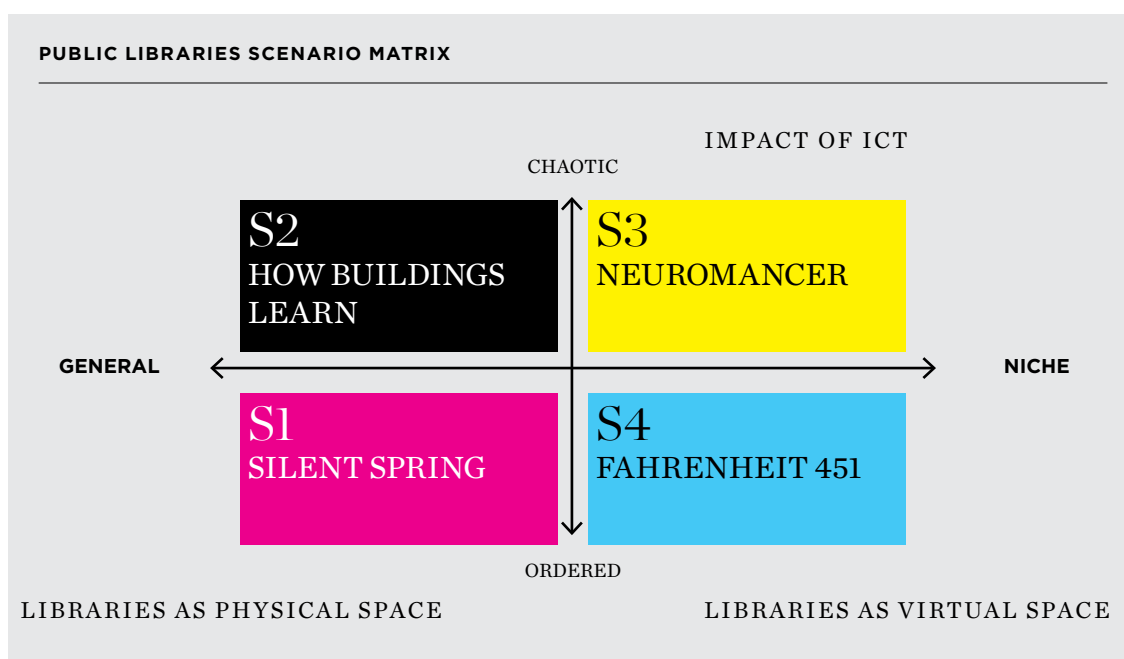 PUBLIC LIBRARIES SCENARIO MATRIX
IMPACT OF ICT
CHAOTIC
S2
HOW BUILDINGS
LEARN
S3
NEUROMANCER
GENERAL
NICHE
S1
SILENT SPRING
S4
FAHRENHEIT 451
ORDERED
LIBRARIES AS PHYSICAL SPACE
LIBRARIES AS VIRTUAL SPACE